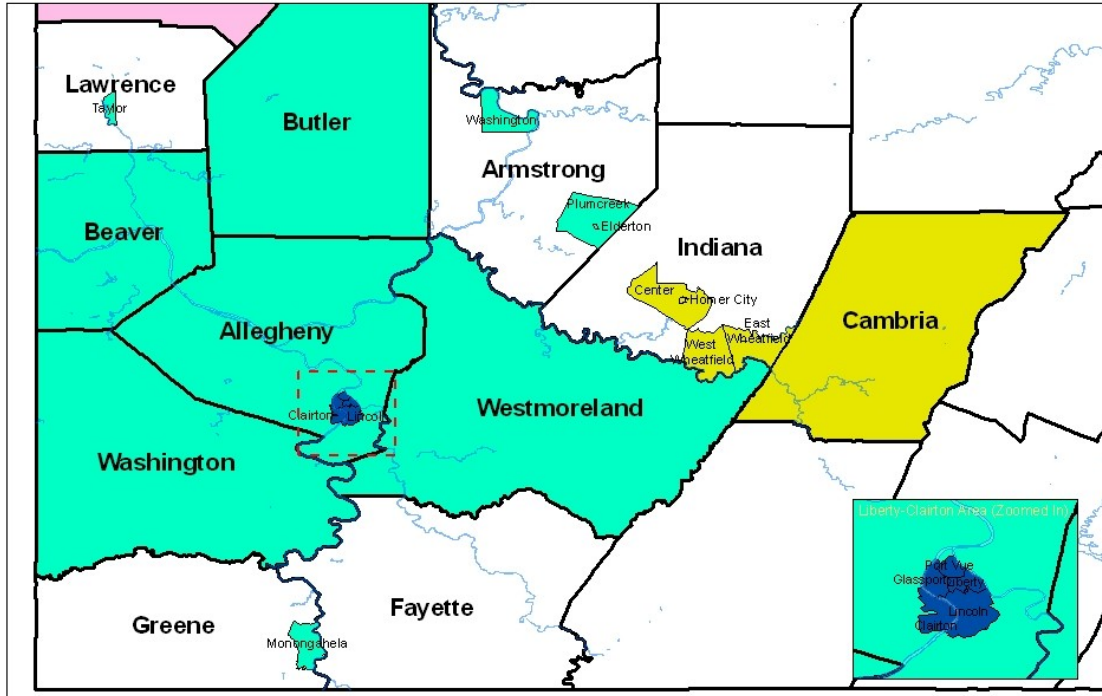 Lawrence
Taylor
Butler
Washington
Armstrong
Plumcreek
Elderton
Beaver
Indiana
Center
Homer City
East
Wheatfield
West
Wheatfield
Cambria
Allegheny
Clairton
Lincoln
Westmoreland
Washington
Greene
Monongahela
Fayette
Liberty-Clairton Area (Zoomed In)
Port Vue
Glassport
Liberty
Lincoln
Clairton